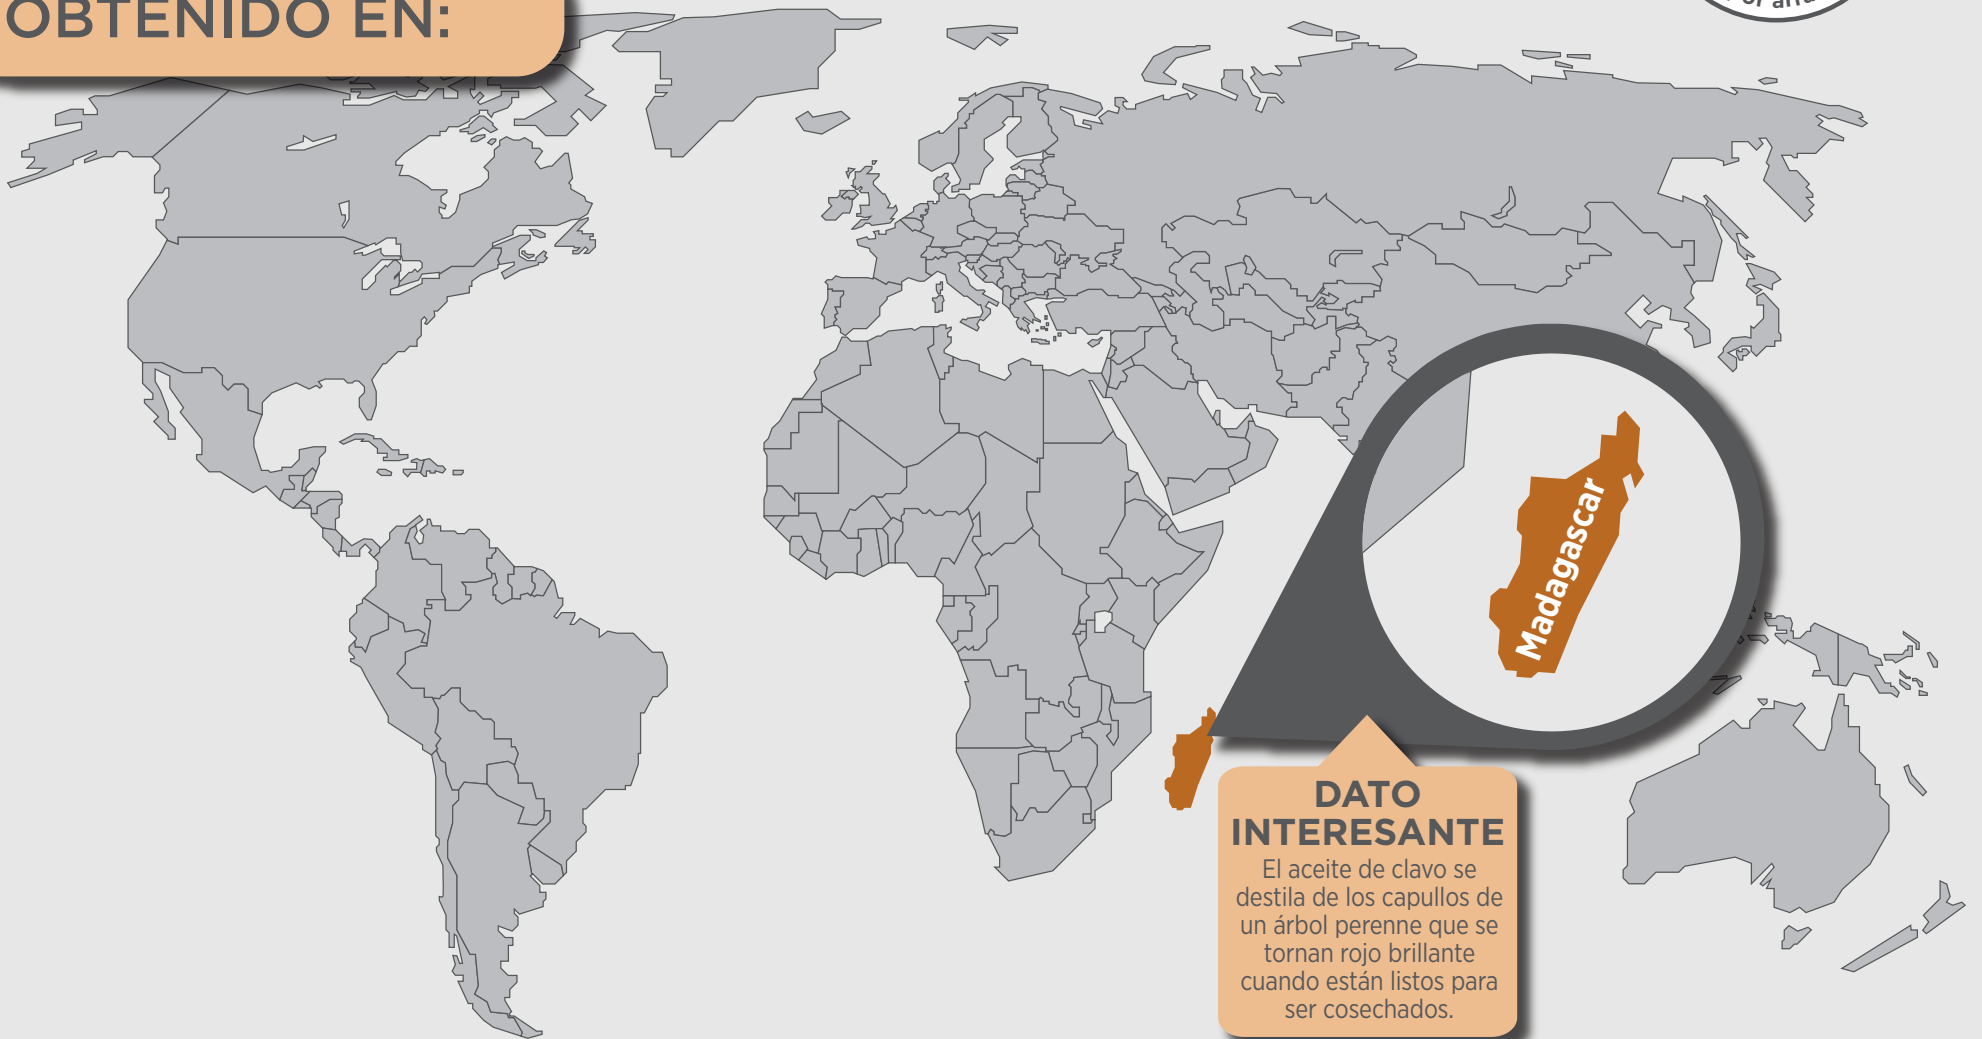 OBTENIDO EN:
Madagascar
DATO
INTERESANTE
El aceite de clavo se
destila de los capullos de
un árbol perenne que se
tornan rojo brillante
cuando están listos para
ser cosechados.